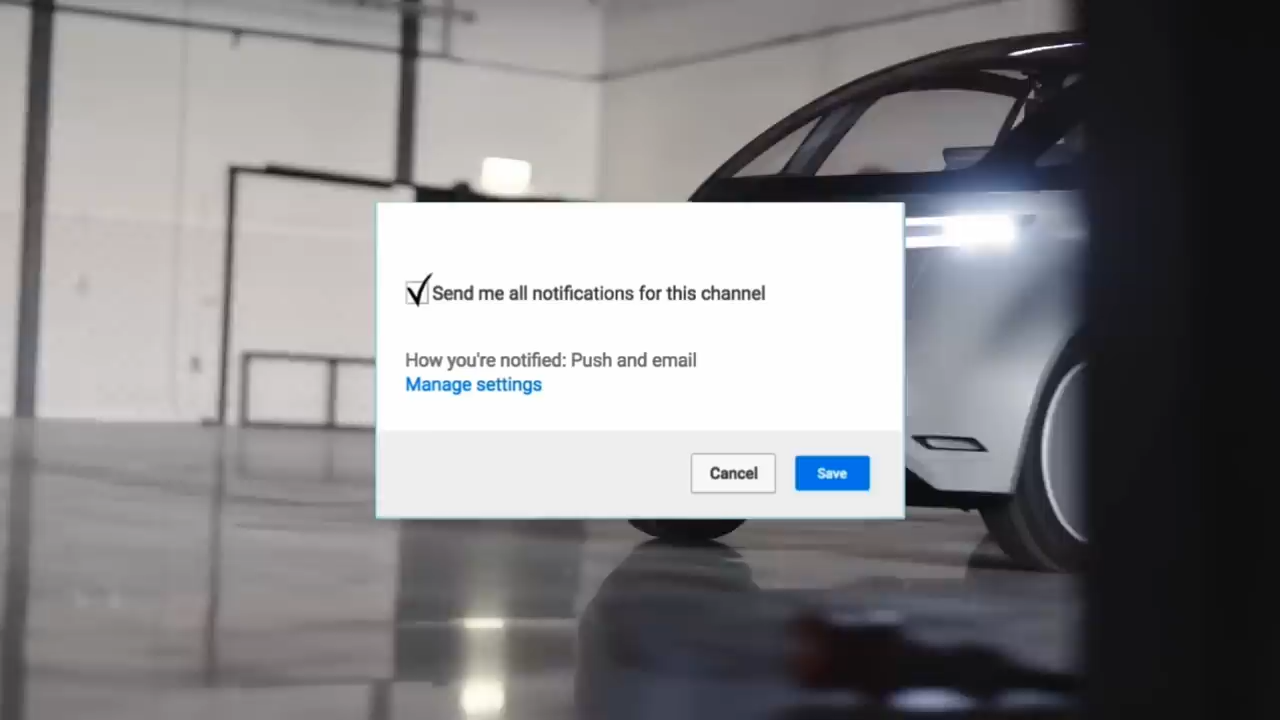 Send me all notifications for this channel
How you're notified: Push and email
Manage settings
Cancel
Save